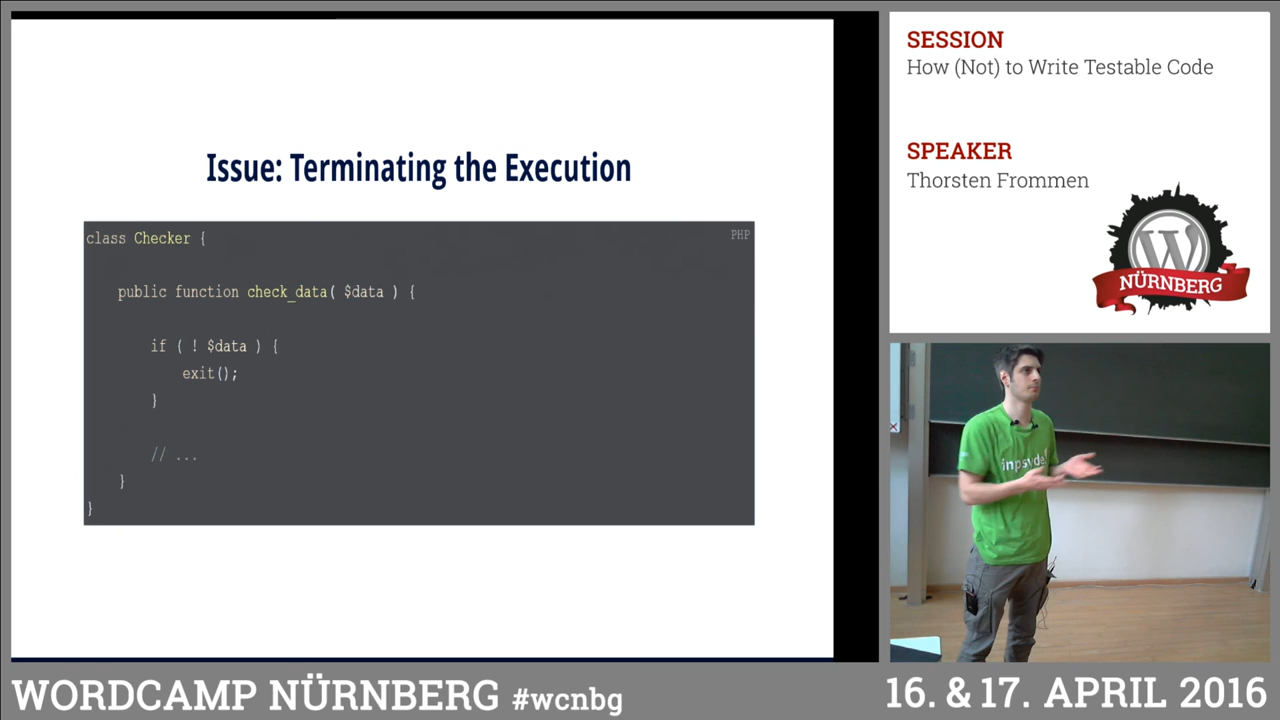 Issue: Terminating the Execution
PHP
class Checker {
public function check_data( $data ) {
if ( ! $data ) {
exit();
}
// ...
}
}
SESSION
How (Not) to Write Testable Code
SPEAKER
Thorsten Frommen
NÜRNBERG
inpsyde
WORDCAMP NÜRNBERG #wcnbg
16. & 17. APRIL 2016